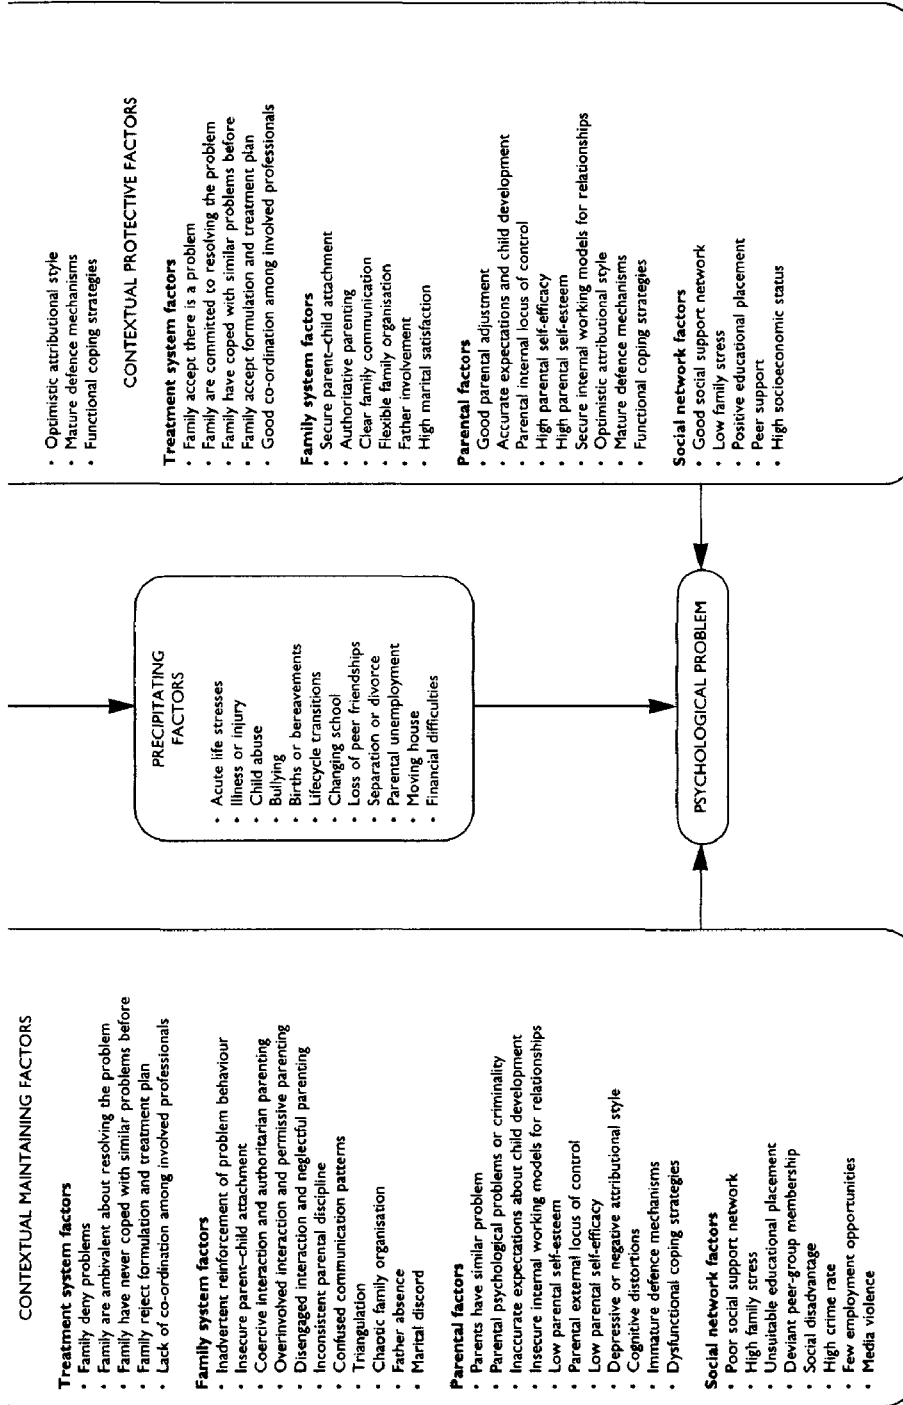 CONTEXTUAL MAINTAINING FACTORS
Treatment system factors
• Family deny problems
• Family are ambivalent about resolving the problem
• Family have never coped with similar problems before
• Family reject formulation and treatment plan
• Lack of co-ordination among involved professionals
Family system factors
• Inadvertent reinforcement of problem behaviour
• Insecure parent–child attachment
• Coercive interaction and authoritarian parenting
• Overinvolved interaction and permissive parenting
• Disengaged interaction and neglectful parenting
• Inconsistent parental discipline
• Confused communication patterns
• Triangulation
• Chaotic family organisation
• Father absence
• Marital discord
Parental factors
• Parents have similar problem
• Parental psychological problems or criminality
• Inaccurate expectations about child development
• Insecure internal working models for relationships
• Low parental self-esteem
• Parental external locus of control
• Low parental self-efficacy
• Depressive or negative attributional style
• Cognitive distortions
• Immature defence mechanisms
• Dysfunctional coping strategies
Social network factors
• Poor social support network
• High family stress
• Unsuitable educational placement
• Deviant peer-group membership
• Social disadvantage
• High crime rate
• Few employment opportunities
• Media violence
PRECIPITATING
FACTORS
• Acute life stresses
• Illness or injury
• Child abuse
• Bullying
• Births or bereavements
• Lifecycle transitions
• Changing school
• Loss of peer friendships
• Separation or divorce
• Parental unemployment
• Moving house
• Financial difficulties
PSYCHOLOGICAL PROBLEM
• Optimistic attributional style
• Mature defence mechanisms
• Functional coping strategies
CONTEXTUAL PROTECTIVE FACTORS
Treatment system factors
• Family accept there is a problem
• Family are committed to resolving the problem
• Family have coped with similar problems before
• Family accept formulation and treatment plan
• Good co-ordination among involved professionals
Family system factors
• Secure parent–child attachment
• Authoritative parenting
• Clear family communication
• Flexible family organisation
• Father involvement
• High marital satisfaction
Parental factors
• Good parental adjustment
• Accurate expectations and child development
• Parental internal locus of control
• High parental self-efficacy
• High parental self-esteem
• Secure internal working models for relationships
• Optimistic attributional style
• Mature defence mechanisms
• Functional coping strategies
Social network factors
• Good social support network
• Low family stress
• Positive educational placement
• Peer support
• High socioeconomic status